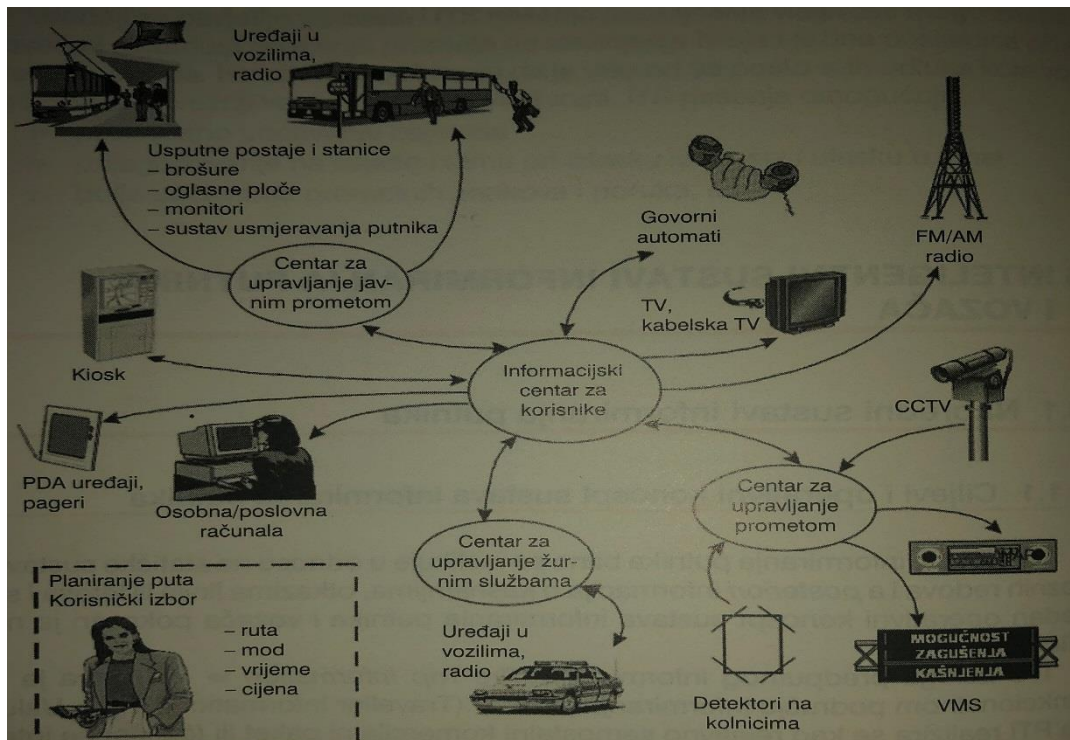 Uređaji u
vozilima,
radio
Usputne postaje i stanice
– brošure
– oglasne ploče
– monitori
– sustav usmjeravanja putnika
Centar za
upravljanje jav-
nim prometom
Govorni
automati
FM/AM
radio
TV,
kabelska TV
Kiosk
Informacijski
centar za
korisnike
CCTV
PDA uređaji,
pageri
Osobna/poslovna
računala
Centar za
upravljanje
prometom
Centar za
upravljanje žur-
nim službama
Planiranje puta
Korisnički izbor
– ruta
– mod
– vrijeme
– cijena
Uređaji u
vozilima,
radio
Detektori na
kolnicima
MOGUĆNOST
ZAGUŠENJA
KAŠNJENJA
VMS